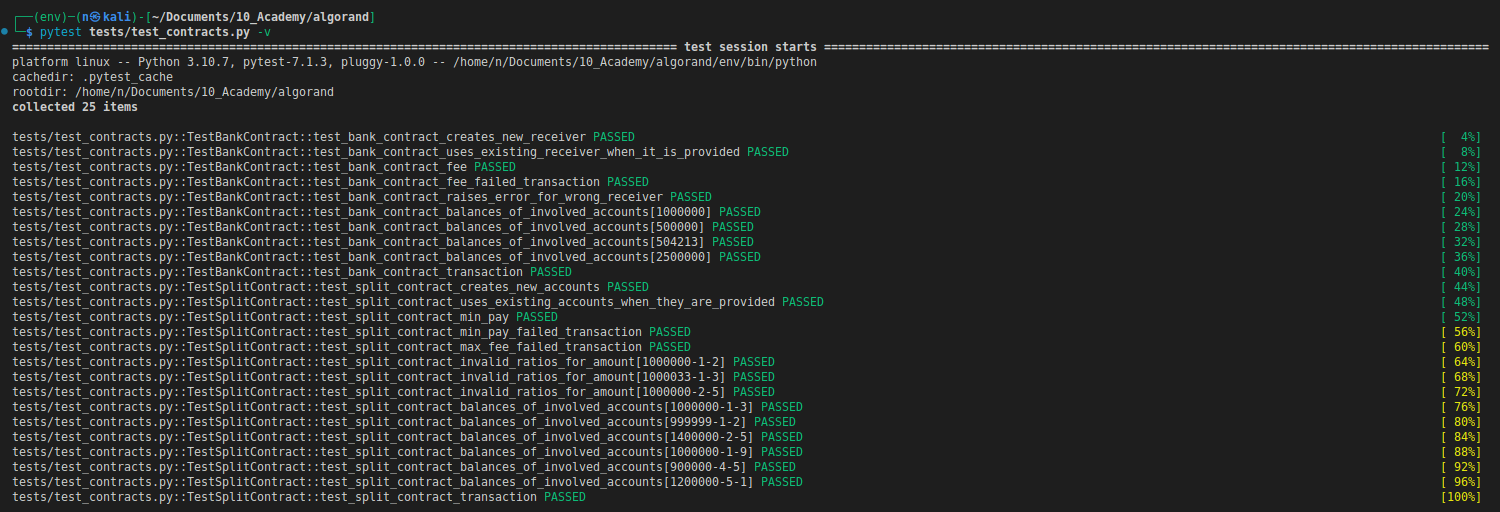 ┌──(env)─(n㉿kali)-[~/Documents/10_Academy/algorand]
└─$ pytest tests/test_contracts.py -v
=============================================================================================== test session starts ===============================================================================================
platform linux -- Python 3.10.7, pytest-7.1.3, pluggy-1.0.0 -- /home/n/Documents/10_Academy/algorand/env/bin/python
cachedir: .pytest_cache
rootdir: /home/n/Documents/10_Academy/algorand
collected 25 items
tests/test_contracts.py::TestBankContract::test_bank_contract_creates_new_receiver PASSED [  4%]
tests/test_contracts.py::TestBankContract::test_bank_contract_uses_existing_receiver_when_it_is_provided PASSED [  8%]
tests/test_contracts.py::TestBankContract::test_bank_contract_fee PASSED [ 12%]
tests/test_contracts.py::TestBankContract::test_bank_contract_fee_failed_transaction PASSED [ 16%]
tests/test_contracts.py::TestBankContract::test_bank_contract_raises_error_for_wrong_receiver PASSED [ 20%]
tests/test_contracts.py::TestBankContract::test_bank_contract_balances_of_involved_accounts[1000000] PASSED [ 24%]
tests/test_contracts.py::TestBankContract::test_bank_contract_balances_of_involved_accounts[500000] PASSED [ 28%]
tests/test_contracts.py::TestBankContract::test_bank_contract_balances_of_involved_accounts[504213] PASSED [ 32%]
tests/test_contracts.py::TestBankContract::test_bank_contract_balances_of_involved_accounts[2500000] PASSED [ 36%]
tests/test_contracts.py::TestBankContract::test_bank_contract_transaction PASSED [ 40%]
tests/test_contracts.py::TestSplitContract::test_split_contract_creates_new_accounts PASSED [ 44%]
tests/test_contracts.py::TestSplitContract::test_split_contract_uses_existing_accounts_when_they_are_provided PASSED [ 48%]
tests/test_contracts.py::TestSplitContract::test_split_contract_min_pay PASSED [ 52%]
tests/test_contracts.py::TestSplitContract::test_split_contract_min_pay_failed_transaction PASSED [ 56%]
tests/test_contracts.py::TestSplitContract::test_split_contract_max_fee_failed_transaction PASSED [ 60%]
tests/test_contracts.py::TestSplitContract::test_split_contract_invalid_ratios_for_amount[1000000-1-2] PASSED [ 64%]
tests/test_contracts.py::TestSplitContract::test_split_contract_invalid_ratios_for_amount[1000033-1-3] PASSED [ 68%]
tests/test_contracts.py::TestSplitContract::test_split_contract_invalid_ratios_for_amount[1000000-2-5] PASSED [ 72%]
tests/test_contracts.py::TestSplitContract::test_split_contract_balances_of_involved_accounts[1000000-1-3] PASSED [ 76%]
tests/test_contracts.py::TestSplitContract::test_split_contract_balances_of_involved_accounts[999999-1-2] PASSED [ 80%]
tests/test_contracts.py::TestSplitContract::test_split_contract_balances_of_involved_accounts[1400000-2-5] PASSED [ 84%]
tests/test_contracts.py::TestSplitContract::test_split_contract_balances_of_involved_accounts[1000000-1-9] PASSED [ 88%]
tests/test_contracts.py::TestSplitContract::test_split_contract_balances_of_involved_accounts[900000-4-5] PASSED [ 92%]
tests/test_contracts.py::TestSplitContract::test_split_contract_balances_of_involved_accounts[1200000-5-1] PASSED [ 96%]
tests/test_contracts.py::TestSplitContract::test_split_contract_transaction PASSED [100%]